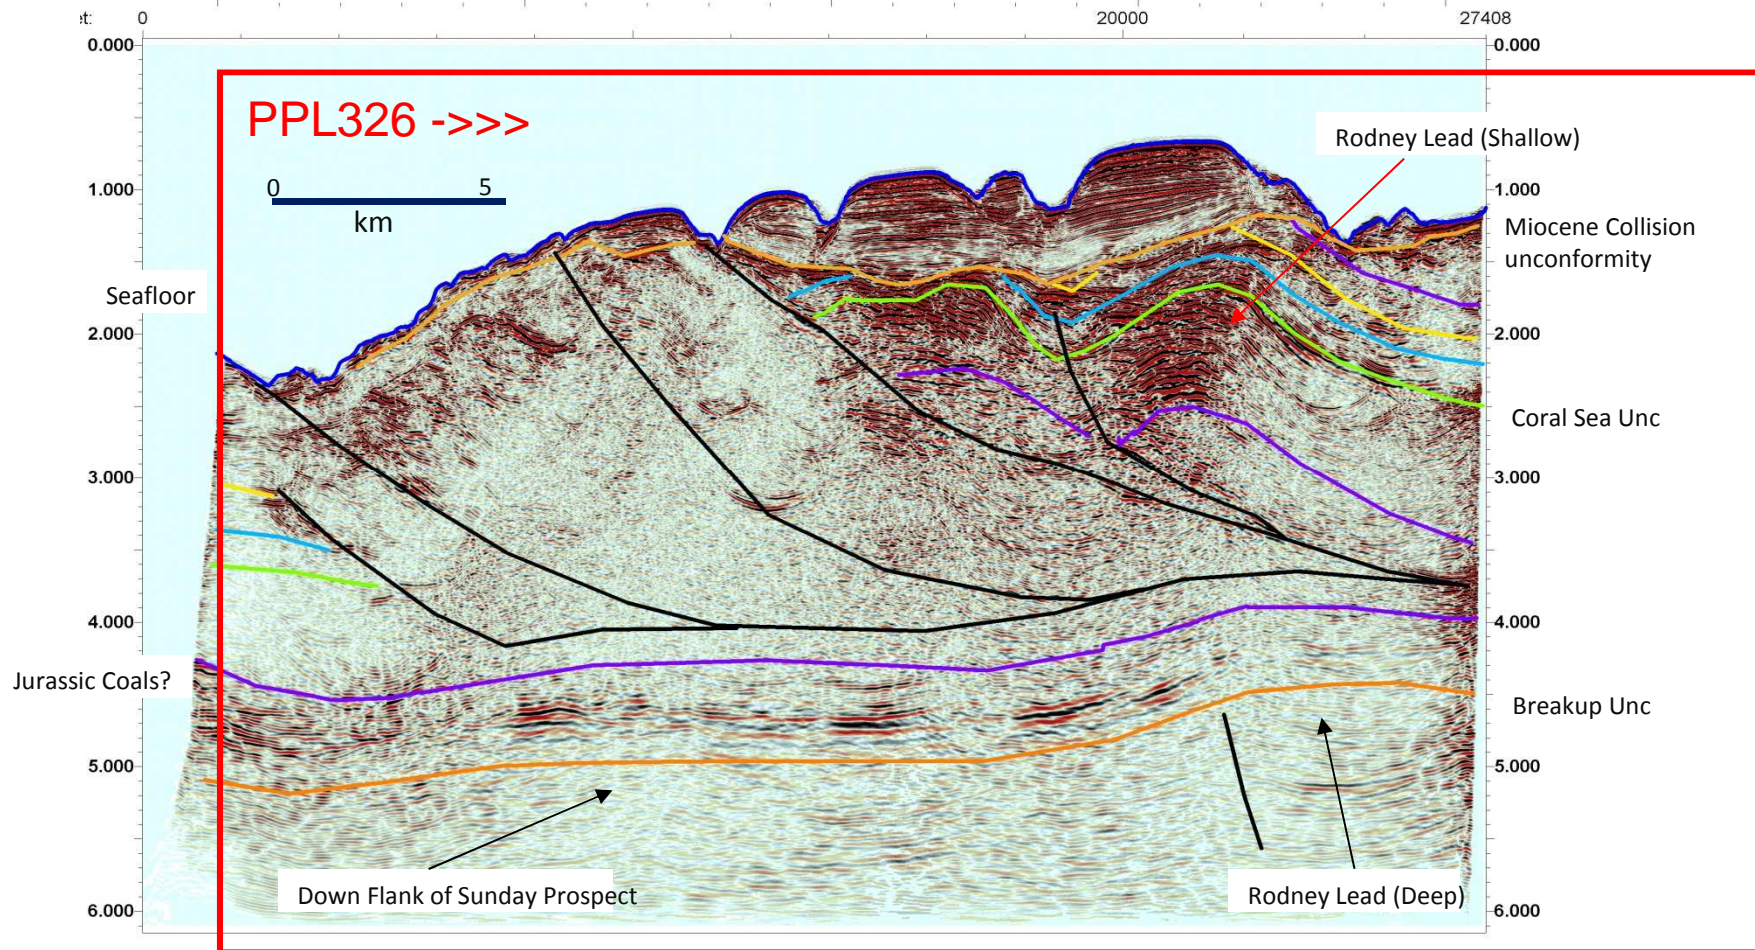 et: 0 20000 27408
0.000 0.000
PPL326 ->>>
Rodney Lead (Shallow)
1.000 0 5 1.000
km
Miocene Collision
unconformity
Seafloor
2.000 2.000
Coral Sea Unc
3.000 3.000
4.000 4.000
Jurassic Coals?
Breakup Unc
5.000 5.000
Down Flank of Sunday Prospect
Rodney Lead (Deep)
6.000 6.000